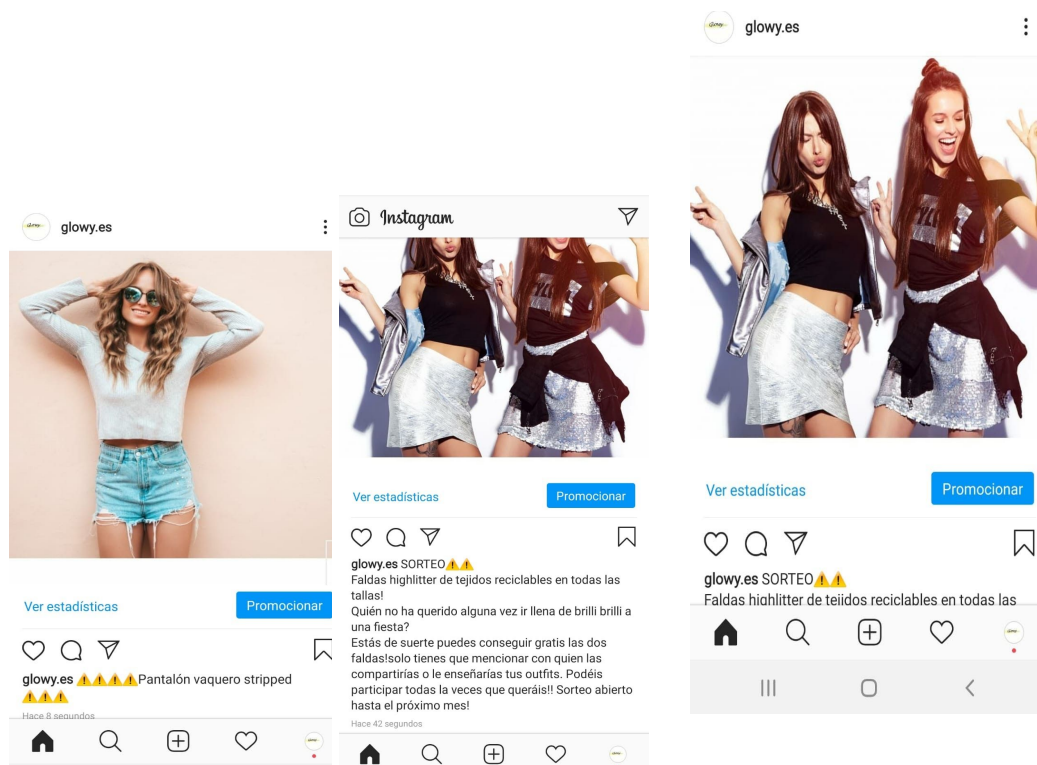 glowy.es
Ver estadísticas
Promocionar
glowy.es ⚠⚠⚠⚠Pantalón vaquero stripped
⚠⚠⚠
Hace 8 segundos
Instagram
Ver estadísticas
Promocionar
glowy.es SORTEO⚠⚠
Faldas highlitter de tejidos reciclables en todas las
tallas!
Quién no ha querido alguna vez ir llena de brilli brilli a
una fiesta?
Estás de suerte puedes conseguir gratis las dos
faldas!solo tienes que mencionar con quien las
compartirías o le enseñarías tus outfits. Podéis
participar todas la veces que queráis!! Sorteo abierto
hasta el próximo mes!
Hace 42 segundos
glowy.es
Ver estadísticas
Promocionar
glowy.es SORTEO⚠⚠
Faldas highlitter de tejidos reciclables en todas las